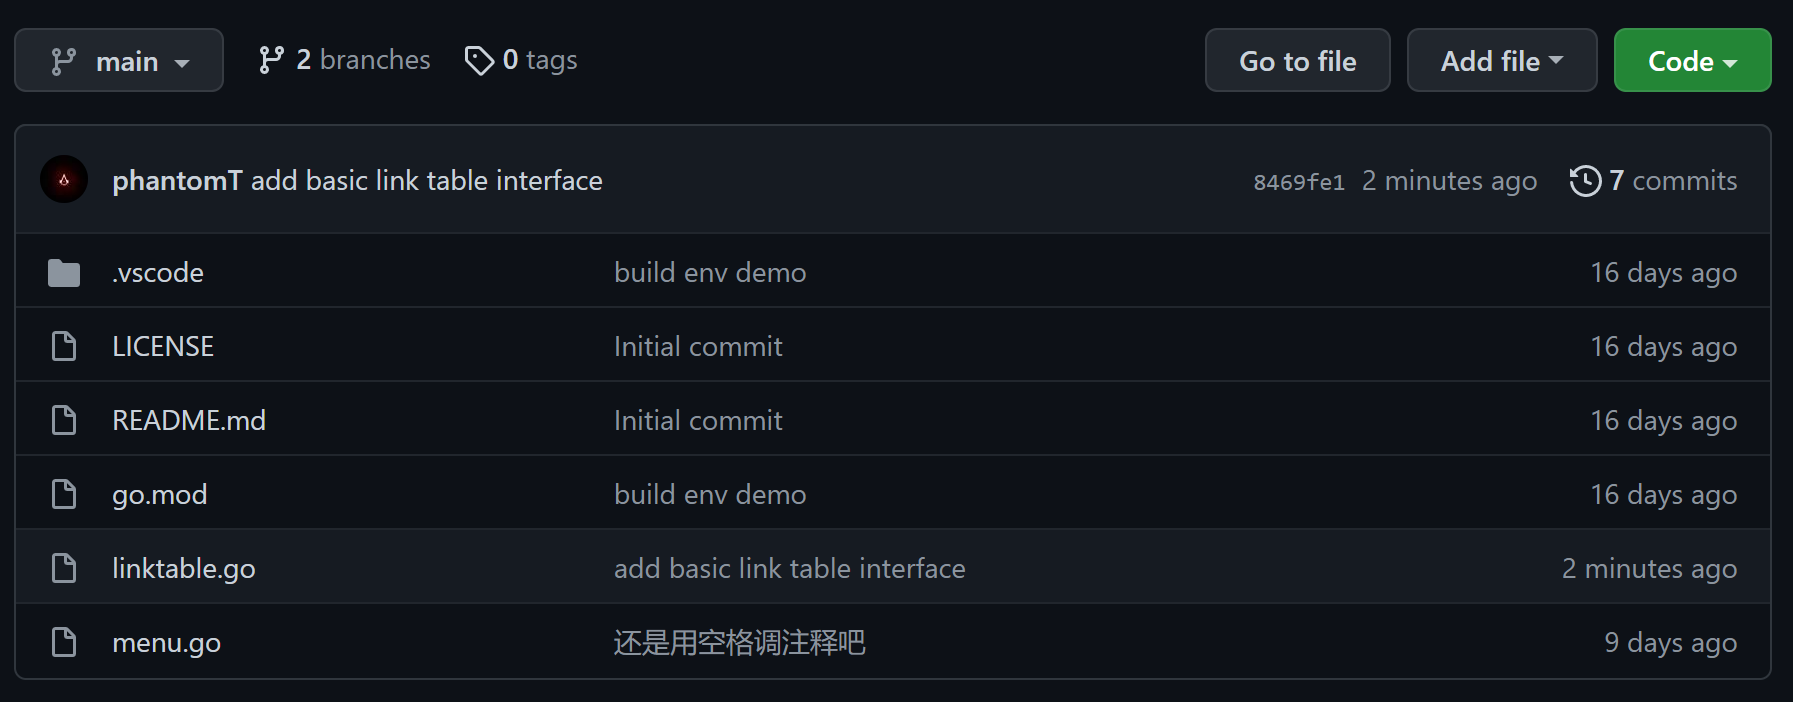 main 2 branches 0 tags Go to file Add file Code
phantomT add basic link table interface 8469fe1 2 minutes ago 7 commits
.vscode build env demo 16 days ago
LICENSE Initial commit 16 days ago
README.md Initial commit 16 days ago
go.mod build env demo 16 days ago
linktable.go add basic link table interface 2 minutes ago
menu.go 还是用空格调注释吧 9 days ago